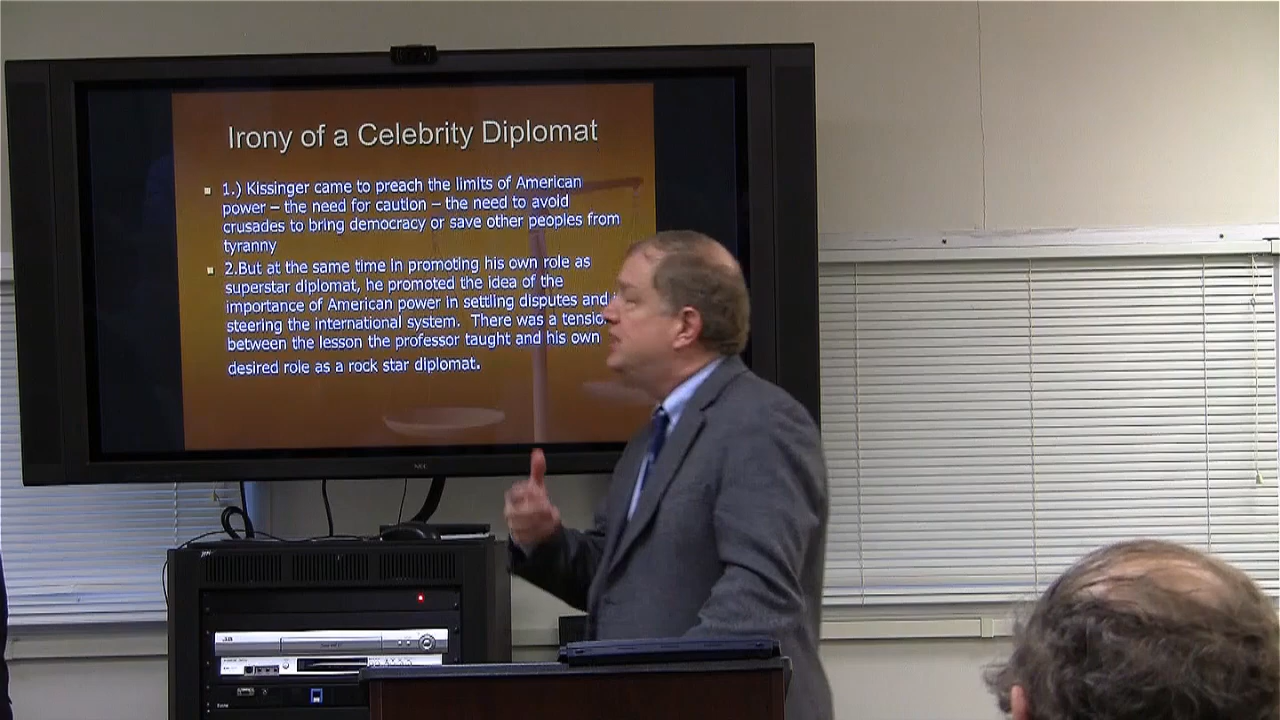 Irony of a Celebrity Diplomat
1.) Kissinger came to preach the limits of American
power – the need for caution – the need to avoid
crusades to bring democracy or save other peoples from
tyranny
2.But at the same time in promoting his own role as
superstar diplomat, he promoted the idea of the
importance of American power in settling disputes and
steering the international system. There was a tensio
between the lesson the professor taught and his own
desired role as a rock star diplomat.
NEC